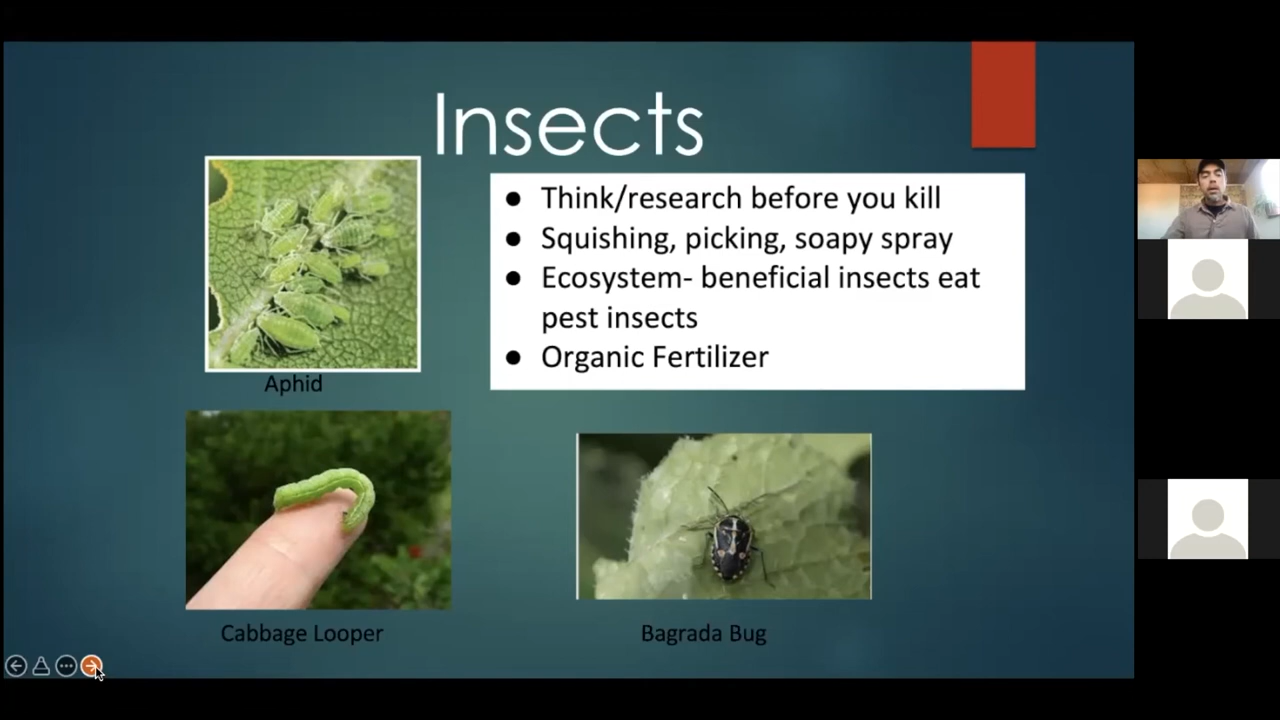 Insects
● Think/research before you kill
● Squishing, picking, soapy spray
● Ecosystem- beneficial insects eat
pest insects
● Organic Fertilizer
Aphid
Cabbage Looper
Bagrada Bug